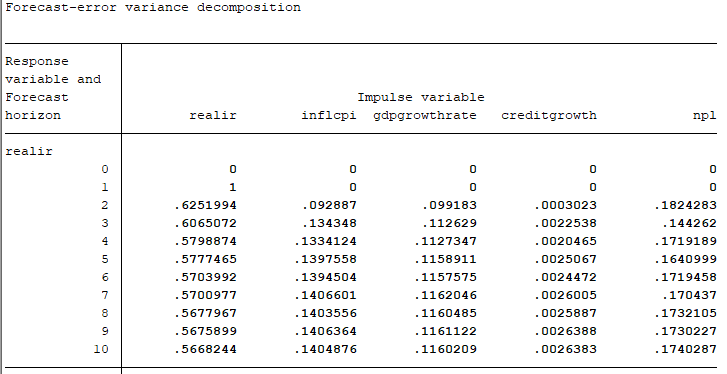 Forecast-error variance decomposition
Response
variable and
Forecast Impulse variable
horizon realir inflcpi gdpgrowthrate creditgrowth npl
realir
0 0 0 0 0 0
1 1 0 0 0 0
2 .6251994 .092887 .099183 .0003023 .1824283
3 .6065072 .134348 .112629 .0022538 .144262
4 .5798874 .1334124 .1127347 .0020465 .1719189
5 .5777465 .1397558 .1158911 .0025067 .1640999
6 .5703992 .1394504 .1157575 .0024472 .1719458
7 .5700977 .1406601 .1162046 .0026005 .170437
8 .5677967 .1403556 .1160485 .0025887 .1732105
9 .5675899 .1406364 .1161122 .0026388 .1730227
10 .5668244 .1404876 .1160209 .0026383 .1740287